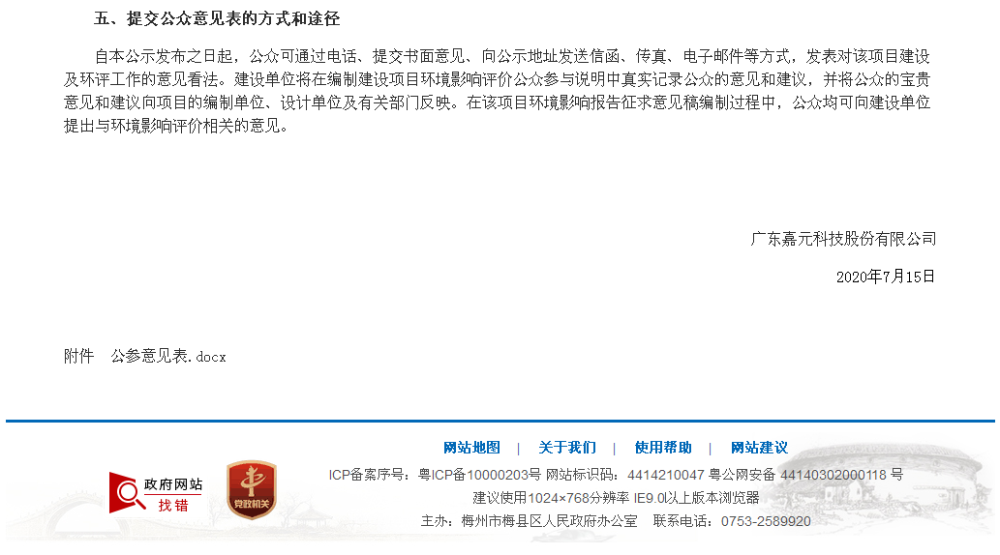 五、提交公众意见表的方式和途径
自本公示发布之日起，公众可通过电话、提交书面意见、向公示地址发送信函、传真、电子邮件等方式，发表对该项目建设
及环评工作的意见看法。建设单位将在编制建设项目环境影响评价公众参与说明中真实记录公众的意见和建议，并将公众的宝贵
意见和建议向项目的编制单位、设计单位及有关部门反映。在该项目环境影响报告征求意见稿编制过程中，公众均可向建设单位
提出与环境影响评价相关的意见。
广东嘉元科技股份有限公司
2020年7月15日
附件 公参意见表.docx
网站地图 | 关于我们 | 使用帮助 | 网站建议
ICP备案序号：粤ICP备10000203号 网站标识码：4414210047 粤公网安备 44140302000118 号
建议使用1024×768分辨率 IE9.0以上版本浏览器
主办：梅州市梅县区人民政府办公室 联系电话：0753-2589920
政府网站
找错
党政机关